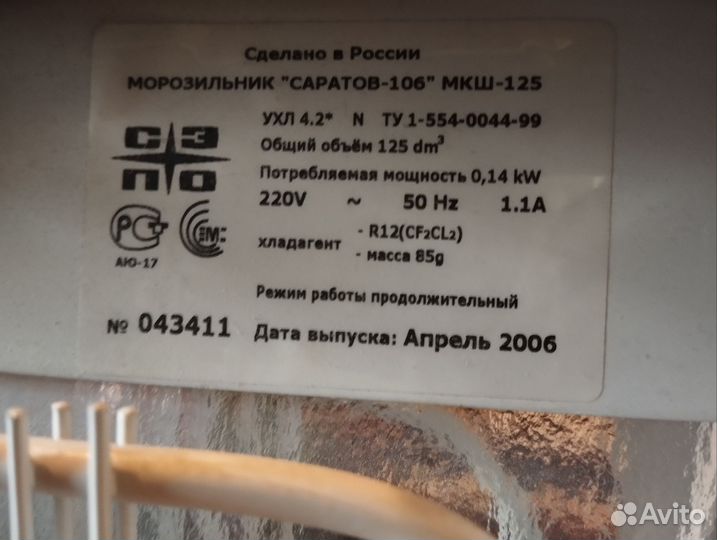 Сделано в России
МОРОЗИЛЬНИК "САРАТОВ-106" МКШ-125
УХЛ 4.2* N ТУ 1-554-0044-99
Общий объём 125 dm³
Потребляемая мощность 0,14 kW
220V ~ 50 Hz 1.1A
хладагент
- R12(CF₂CL₂)
- масса 85g
Режим работы продолжительный
№ 043411 Дата выпуска: Апрель 2006
СЭ
ПО
РС
ЕМС
АЮ-17
Avito